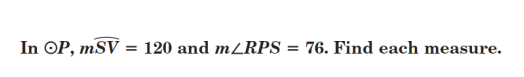 In ⊙P, m\overset{\frown}{SV} = 120 and m∠RPS = 76. Find each measure.